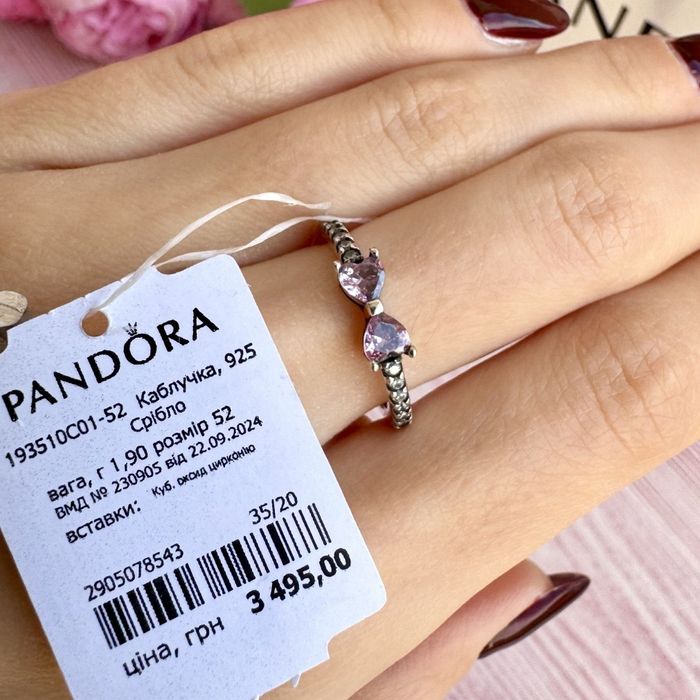 PANDORA
193510C01-52 Каблучка, 925
Срібло
вага, г 1,90 розмір 52
ВМД № 230905 від 22.09.2024
вставки: Куб. оксид цирконію
35/20
2905078543
3 495,00
ціна, грн